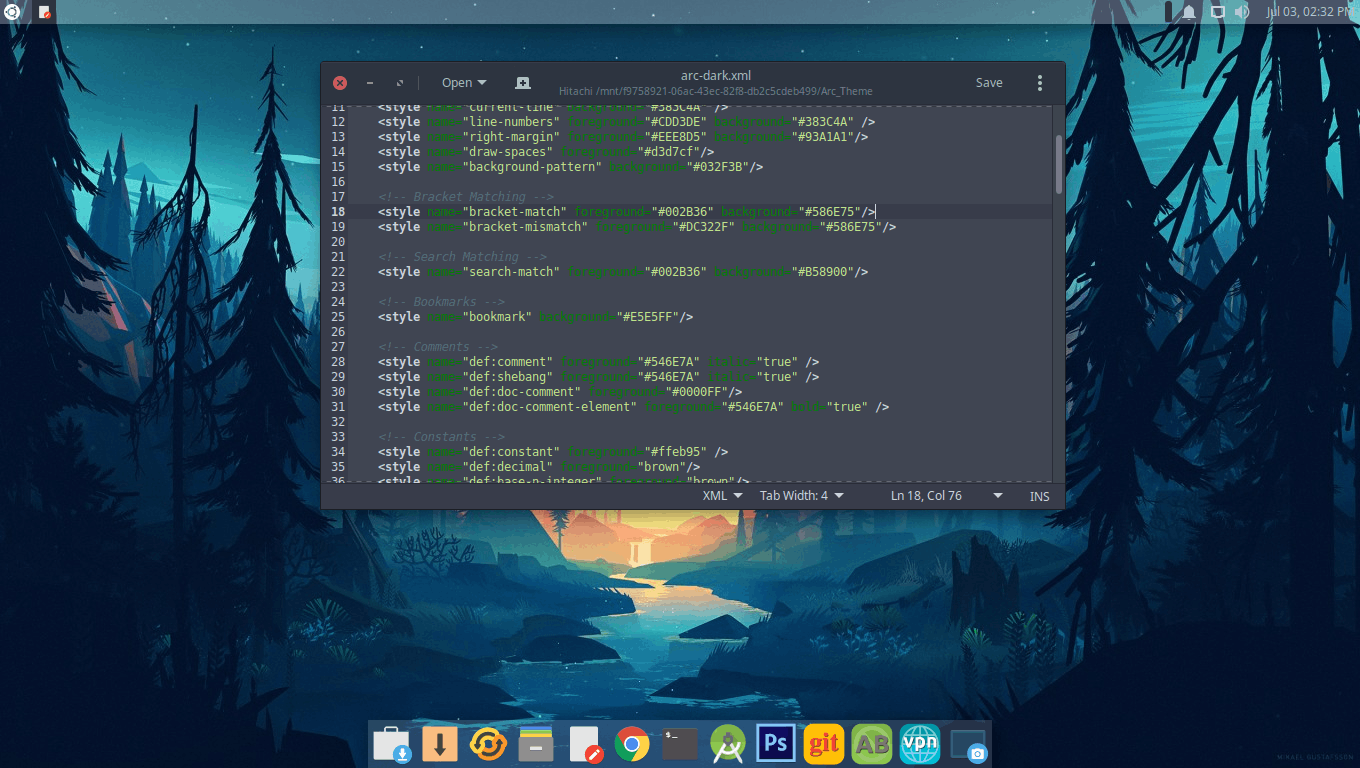 Jul 03, 02:32 PM
Open
arc-dark.xml
Hitachi /mnt/f9758921-06ac-43ec-82f8-db2c5cdeb499/Arc_Theme
Save
11 <style name="current-line" background="#383C4A" />
12 <style name="line-numbers" foreground="#CDD3DE" background="#383C4A" />
13 <style name="right-margin" foreground="#EEE8D5" background="#93A1A1"/>
14 <style name="draw-spaces" foreground="#d3d7cf"/>
15 <style name="background-pattern" background="#032F3B"/>
16
17 <!-- Bracket Matching -->
18 <style name="bracket-match" foreground="#002B36" background="#586E75"/>
19 <style name="bracket-mismatch" foreground="#DC322F" background="#586E75"/>
20
21 <!-- Search Matching -->
22 <style name="search-match" foreground="#002B36" background="#B58900"/>
23
24 <!-- Bookmarks -->
25 <style name="bookmark" background="#E5E5FF"/>
26
27 <!-- Comments -->
28 <style name="def:comment" foreground="#546E7A" italic="true" />
29 <style name="def:shebang" foreground="#546E7A" italic="true" />
30 <style name="def:doc-comment" foreground="#0000FF"/>
31 <style name="def:doc-comment-element" foreground="#546E7A" bold="true" />
32
33 <!-- Constants -->
34 <style name="def:constant" foreground="#ffeb95" />
35 <style name="def:decimal" foreground="brown"/>
36 <style name="def:base-n-integer" foreground="brown"/>
XML
Tab Width: 4
Ln 18, Col 76
INS
$_
Ps
git
AB
vpn
MIKAEL GUSTAFSSON